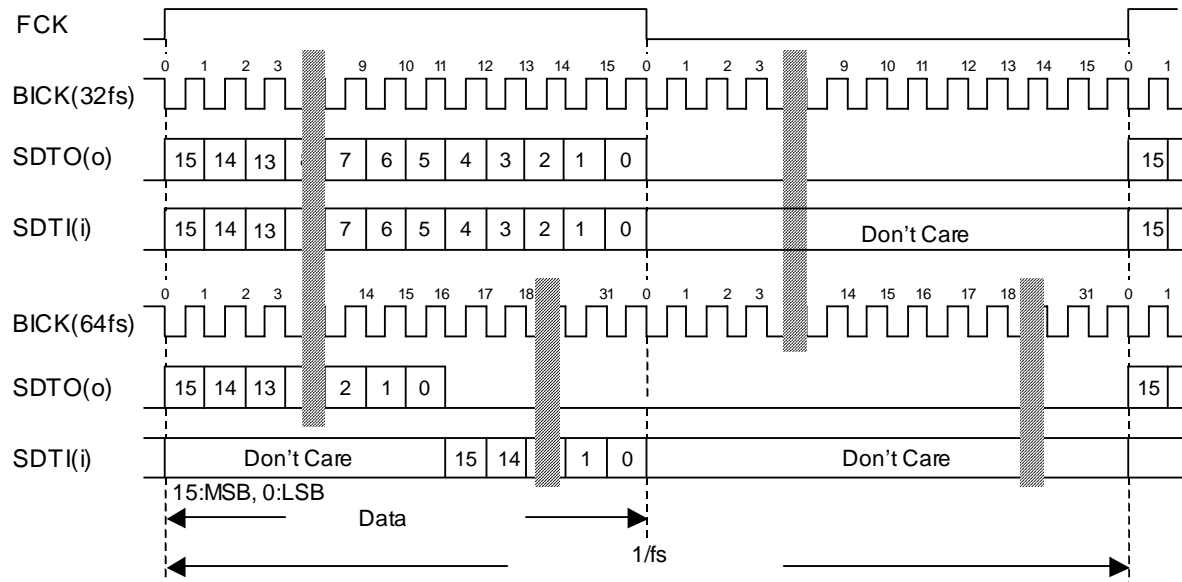 FCK
0 1 2 3 9 10 11 12 13 14 15 0 1 2 3 9 10 11 12 13 14 15 0 1
BICK(32fs)
SDTO(o) 15 14 13 7 6 5 4 3 2 1 0 15
SDTI(i) 15 14 13 7 6 5 4 3 2 1 0 Don't Care 15
0 1 2 3 14 15 16 17 18 31 0 1 2 3 14 15 16 17 18 31 0 1
BICK(64fs)
SDTO(o) 15 14 13 2 1 0 15
SDTI(i) Don't Care 15 14 1 0 Don't Care
15:MSB, 0:LSB
Data
1/fs